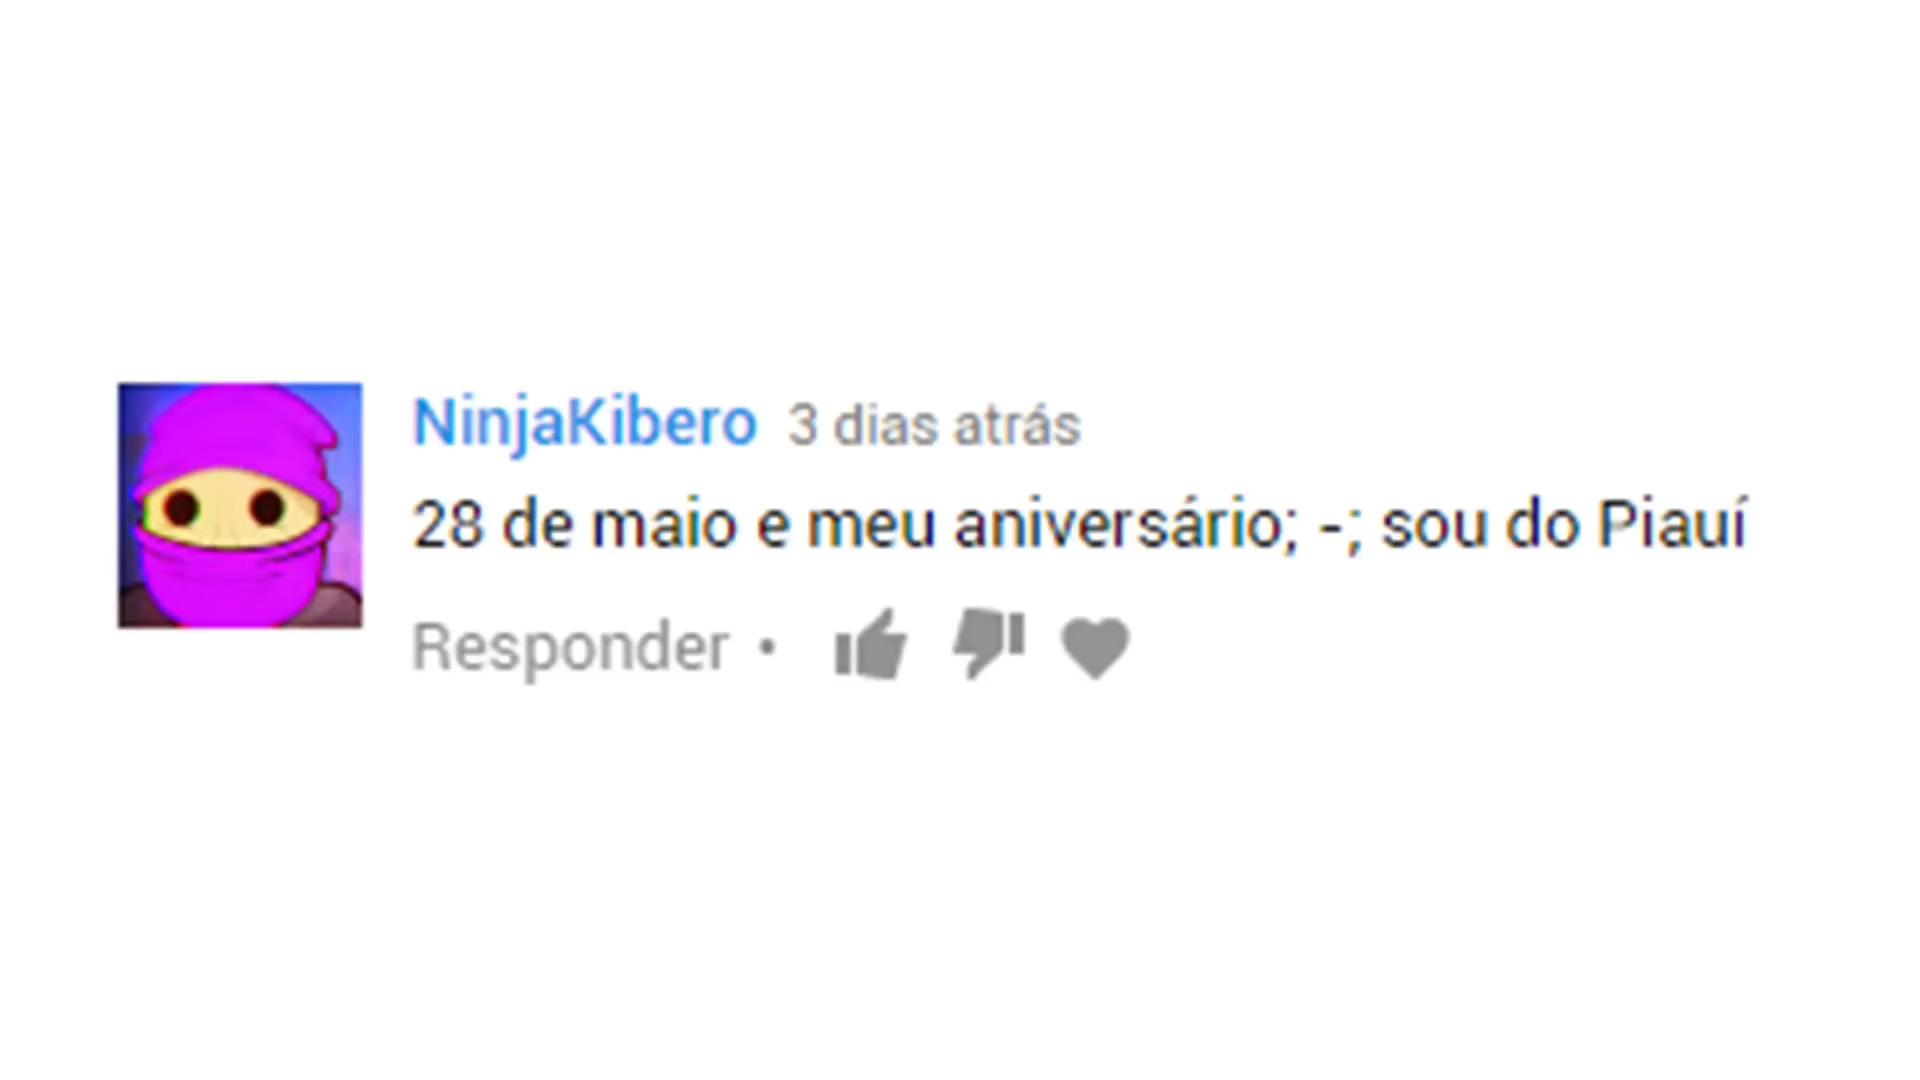 NinjaKibero 3 dias atrás
28 de maio e meu aniversário; -; sou do Piauí
Responder •